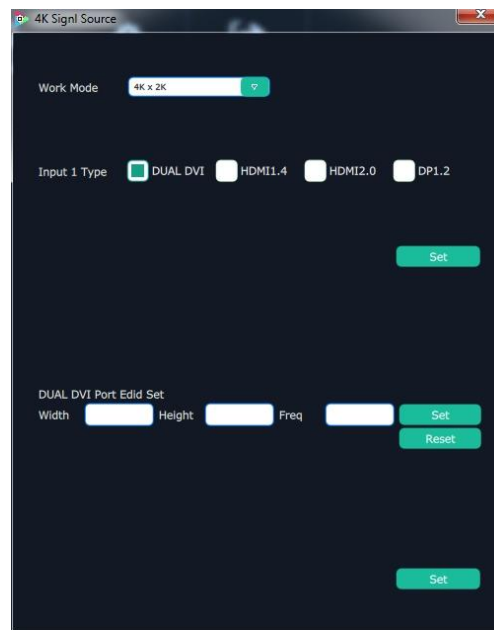 4K Signl Source
Work Mode 4K x 2K
Input 1 Type DUAL DVI HDMI1.4 HDMI2.0 DP1.2
Set
DUAL DVI Port Edid Set
Width Height Freq Set
Reset
Set